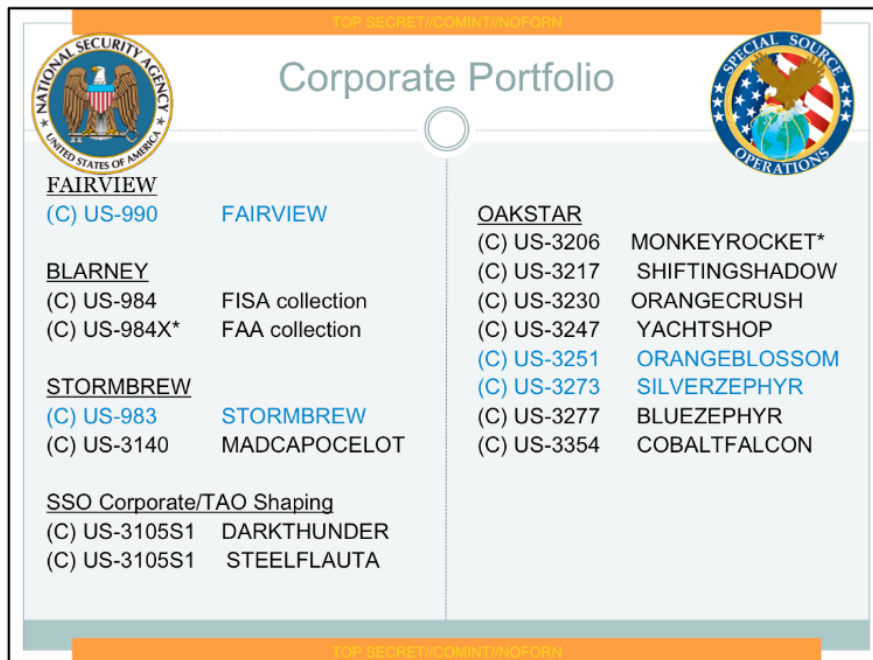 TOP SECRET//COMINT//NOFORN
NATIONAL SECURITY AGENCY
UNITED STATES OF AMERICA
Corporate Portfolio
SPECIAL SOURCE
OPERATIONS
FAIRVIEW
(C) US-990 FAIRVIEW
BLARNEY
(C) US-984 FISA collection
(C) US-984X* FAA collection
STORMBREW
(C) US-983 STORMBREW
(C) US-3140 MADCAPOCELOT
SSO Corporate/TAO Shaping
(C) US-3105S1 DARKTHUNDER
(C) US-3105S1 STEELFLAUTA
OAKSTAR
(C) US-3206 MONKEYROCKET*
(C) US-3217 SHIFTINGSHADOW
(C) US-3230 ORANGECRUSH
(C) US-3247 YACHTSHOP
(C) US-3251 ORANGEBLOSSOM
(C) US-3273 SILVERZEPHYR
(C) US-3277 BLUEZEPHYR
(C) US-3354 COBALTFALCON
TOP SECRET//COMINT//NOFORN